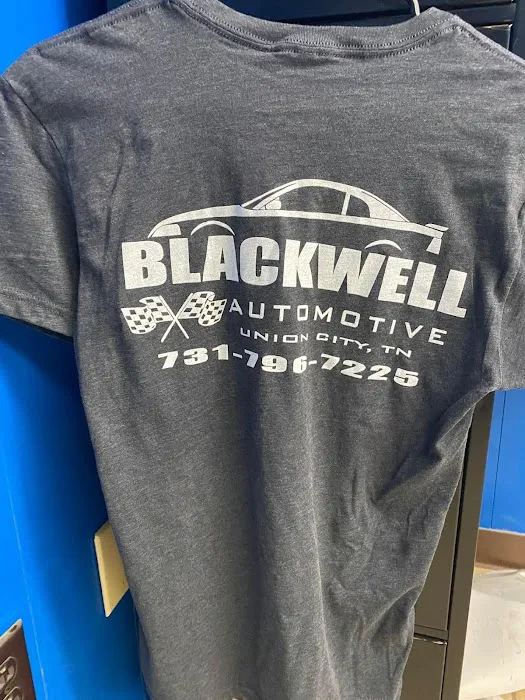 BLACKWELL
AUTOMOTIVE
UNION CITY, TN
731-796-7225